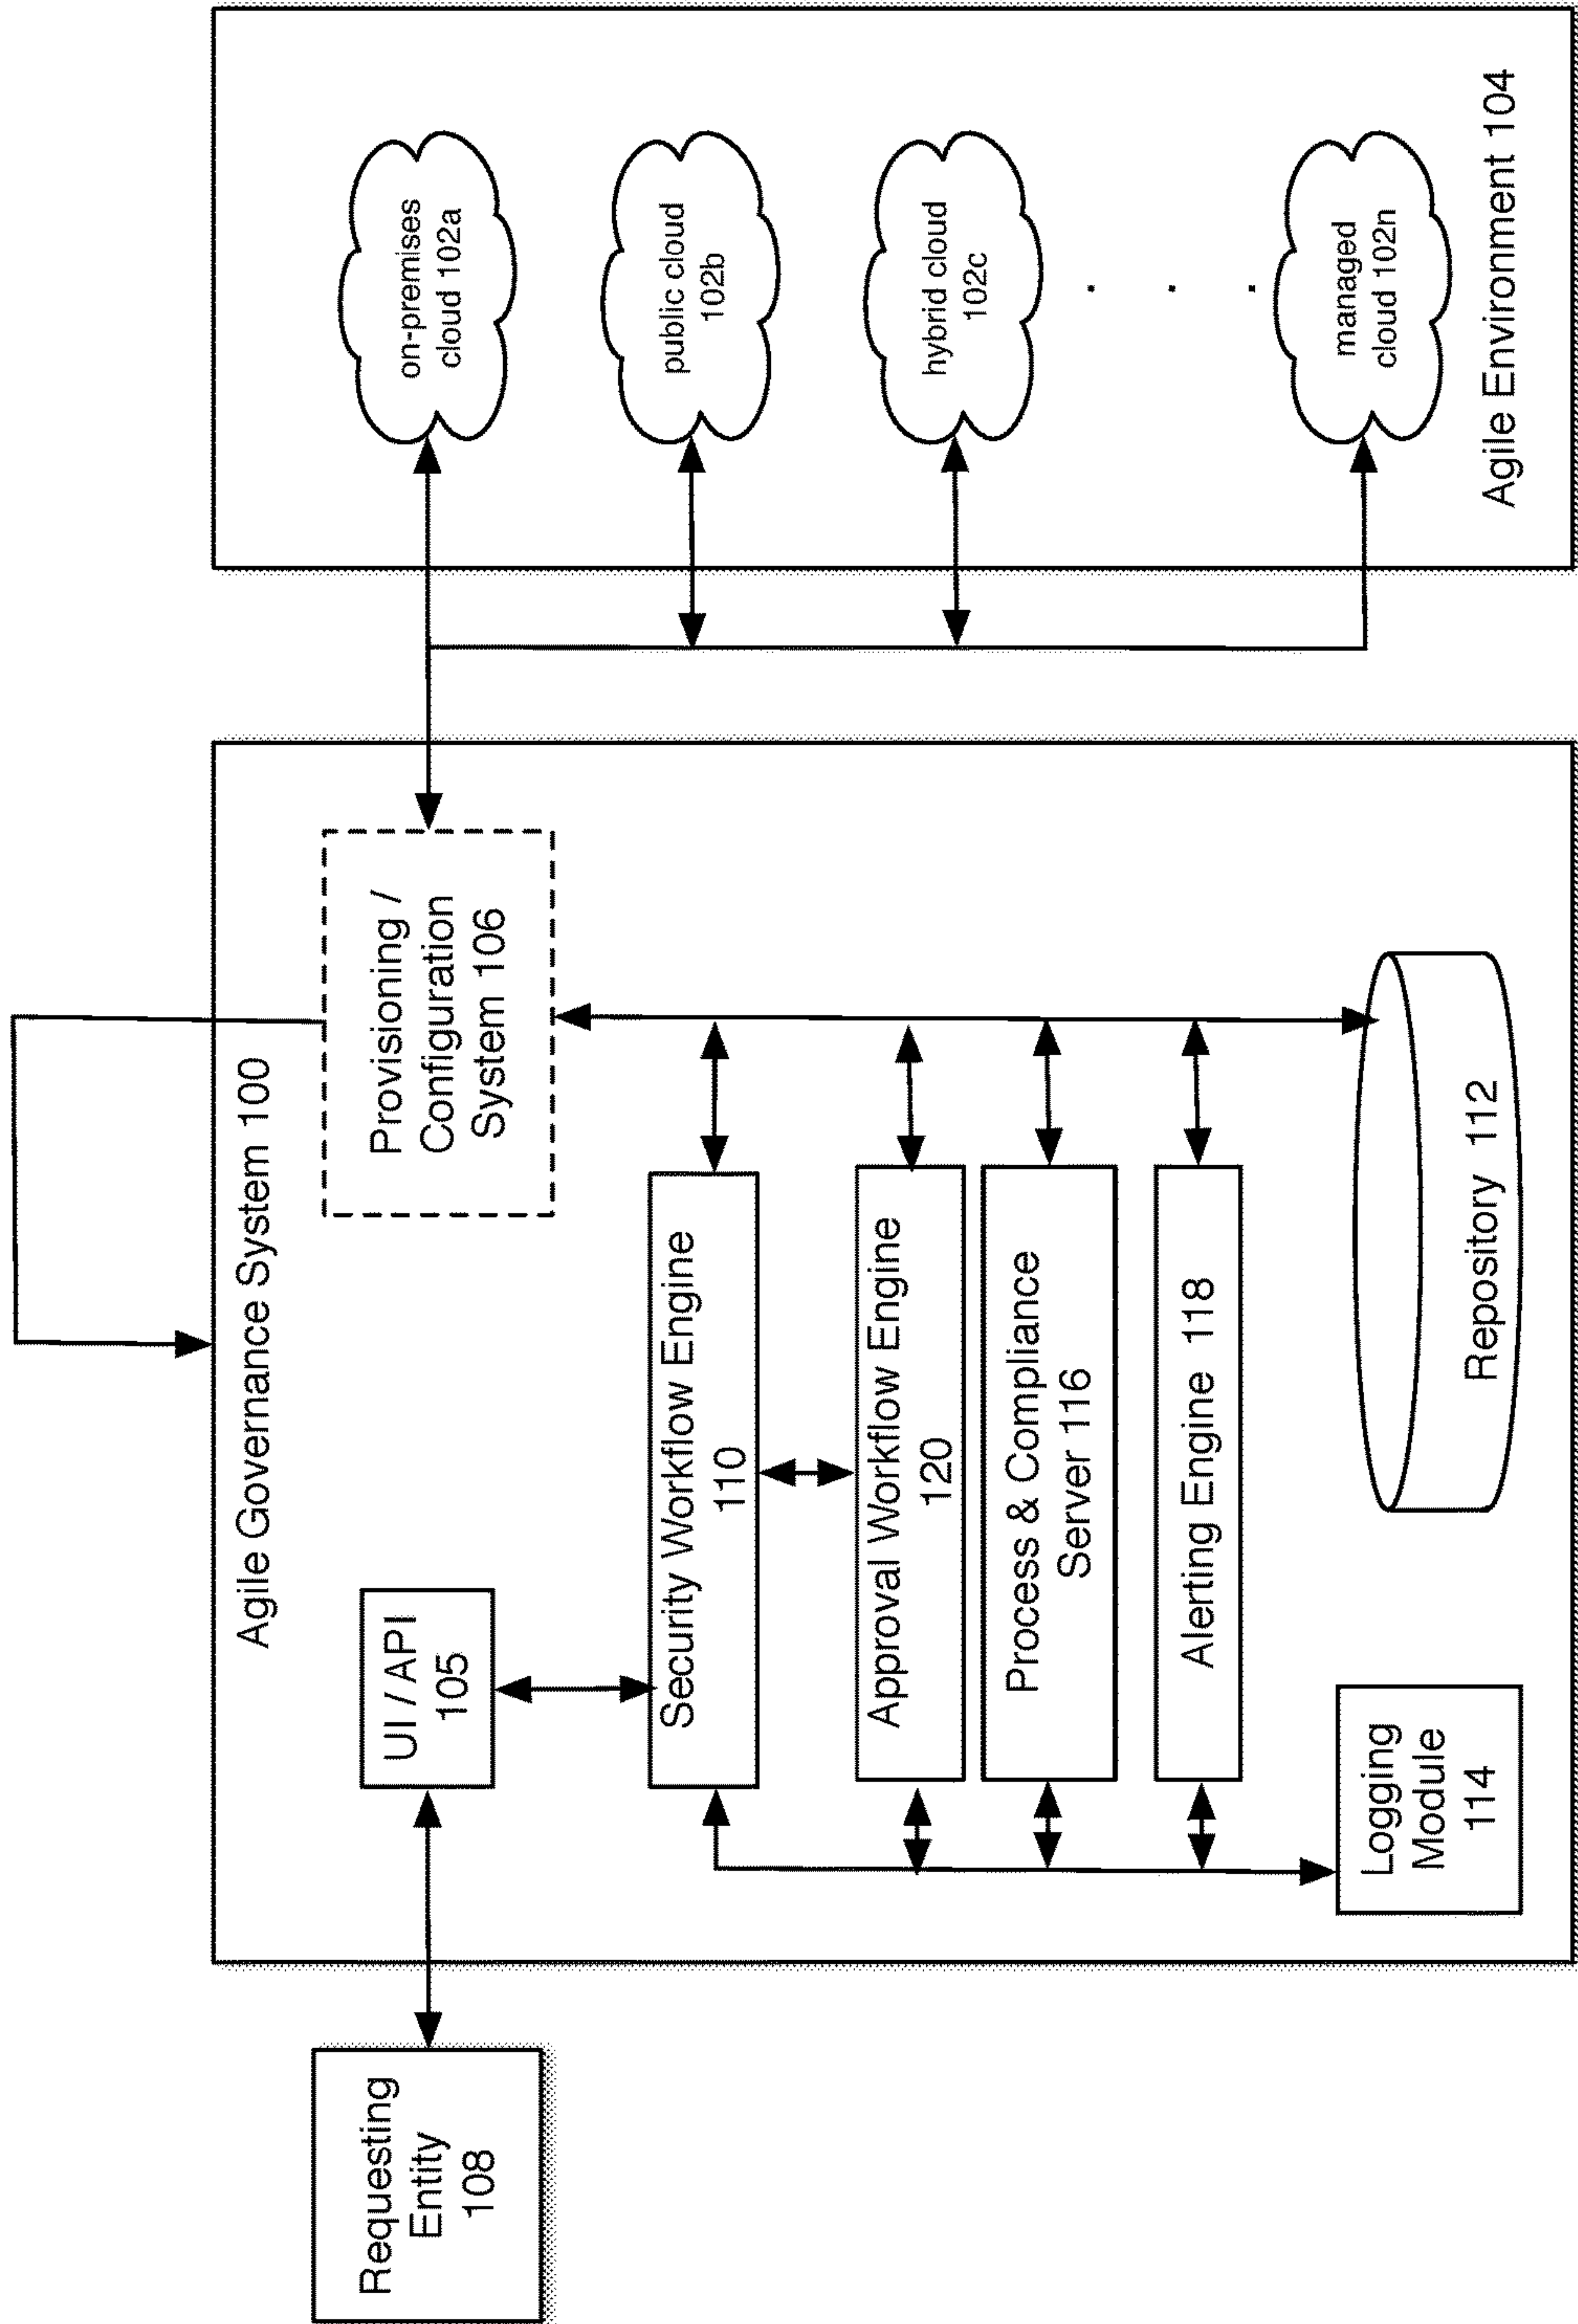 Requesting
Entity
108
Agile Governance System 100
UI / API
105
Provisioning /
Configuration
System 106
Security Workflow Engine
110
Approval Workflow Engine
120
Process & Compliance
Server 116
Alerting Engine 118
Logging
Module
114
Repository 112
on-premises
cloud 102a
public cloud
102b
hybrid cloud
102c
. . .
managed
cloud 102n
Agile Environment 104